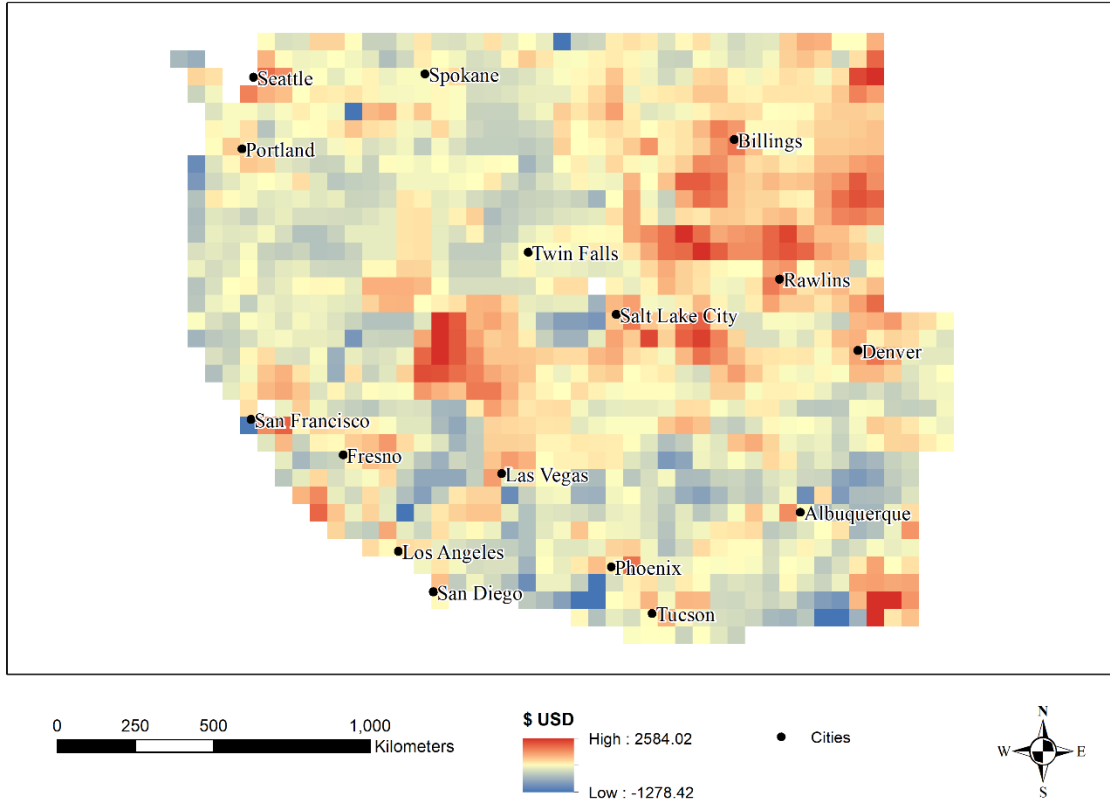 Seattle
Spokane
Billings
Portland
Twin Falls
Rawlins
Salt Lake City
Denver
San Francisco
Fresno
Las Vegas
Albuquerque
Los Angeles
Phoenix
San Diego
Tucson
0 250 500 1,000
Kilometers
$ USD
High : 2584.02
Low : -1278.42
Cities
N
W E
S